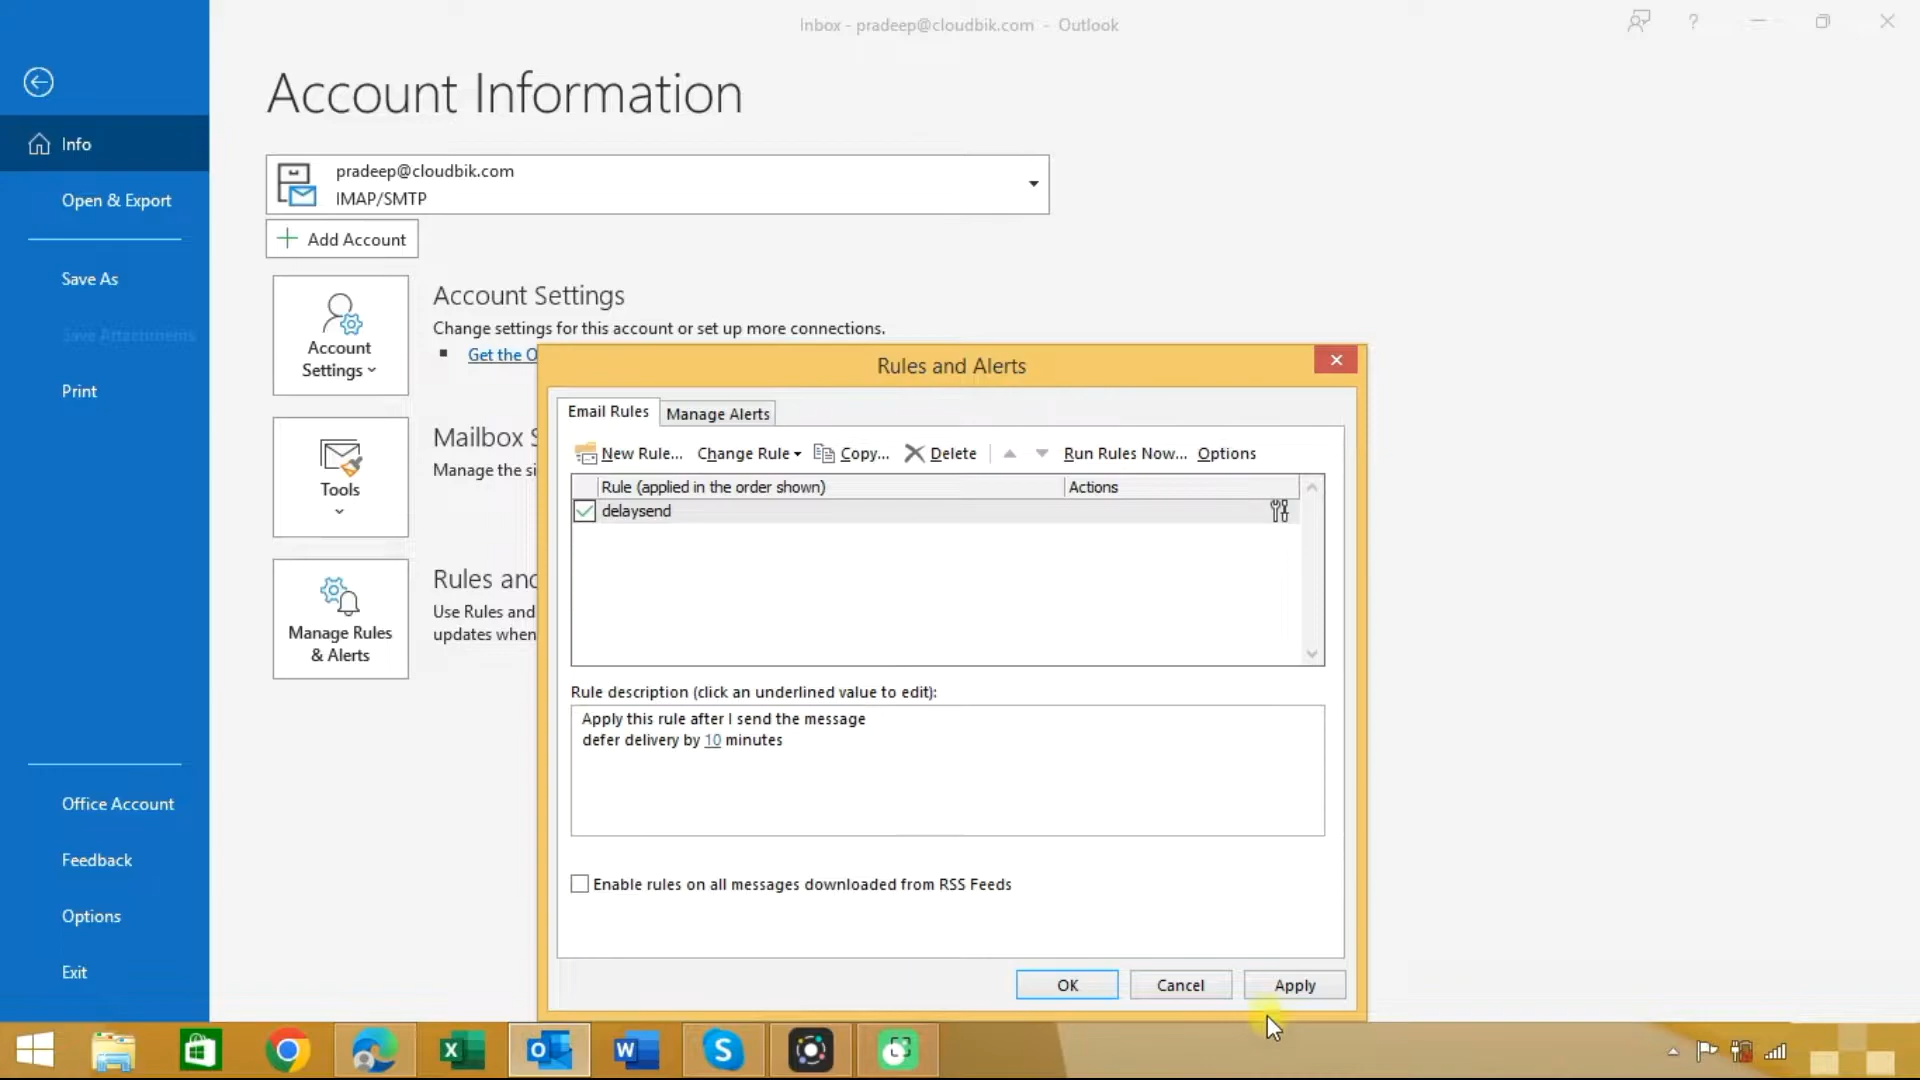 Inbox - pradeep@cloudbik.com - Outlook
?
Account Information
Info
pradeep@cloudbik.com
IMAP/SMTP
Open & Export
Add Account
Save As
Account Settings
Change settings for this account or set up more connections.
Get the O
Account
Settings
Save Attachments
Print
Rules and Alerts
Email Rules
Manage Alerts
Mailbox S
Manage the si
Tools
New Rule...
Change Rule
Copy...
Delete
Run Rules Now...
Options
Rule (applied in the order shown)
Actions
delaysend
Rules and
Use Rules and
updates when
Manage Rules
& Alerts
Rule description (click an underlined value to edit):
Apply this rule after I send the message
defer delivery by 10 minutes
Enable rules on all messages downloaded from RSS Feeds
Office Account
Feedback
Options
Exit
OK
Cancel
Apply